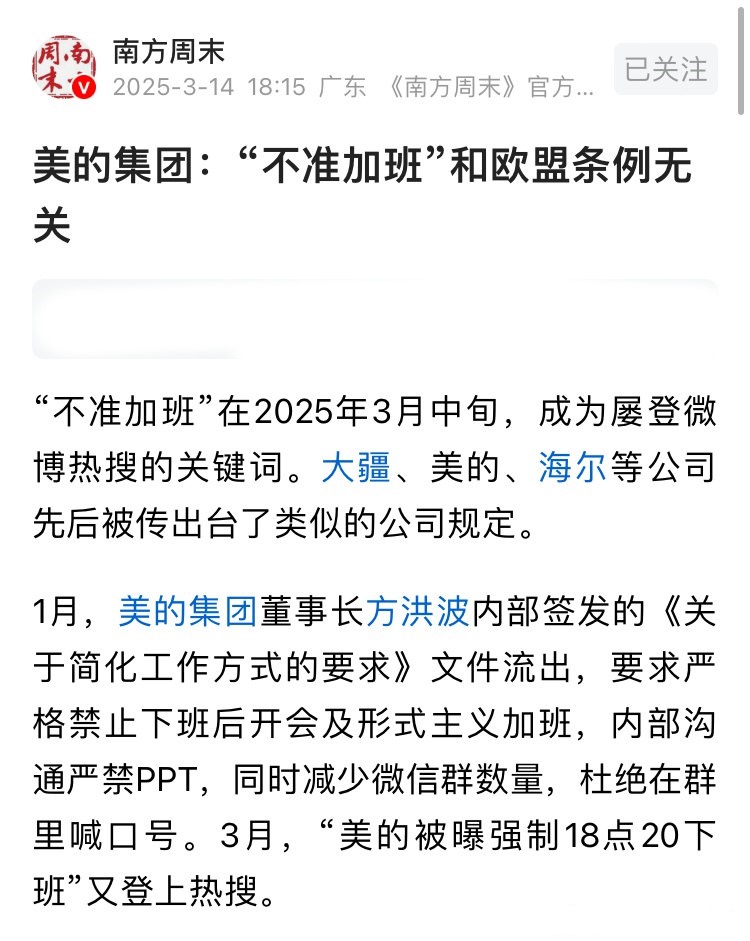 南方周末
2025-3-14 18:15 广东 《南方周末》官方...
已关注
美的集团：“不准加班”和欧盟条例无
关
“不准加班”在2025年3月中旬，成为屡登微
博热搜的关键词。大疆、美的、海尔等公司
先后被传出台了类似的公司规定。
1月，美的集团董事长方洪波内部签发的《关
于简化工作方式的要求》文件流出，要求严
格禁止下班后开会及形式主义加班，内部沟
通严禁PPT，同时减少微信群数量，杜绝在群
里喊口号。3月，“美的被曝强制18点20下
班”又登上热搜。